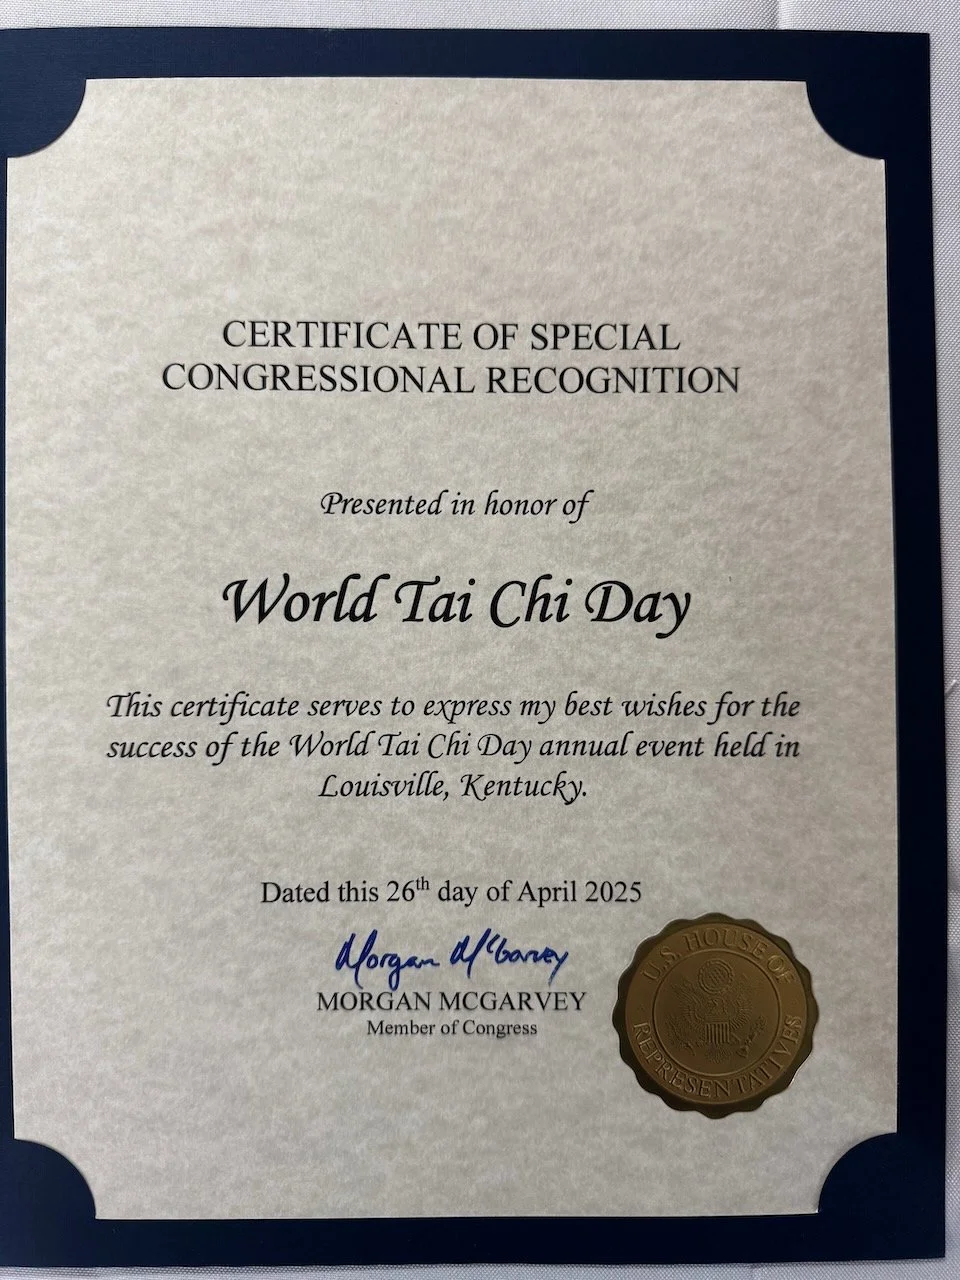 CERTIFICATE OF SPECIAL
CONGRESSIONAL RECOGNITION
Presented in honor of
World Tai Chi Day
This certificate serves to express my best wishes for the
success of the World Tai Chi Day annual event held in
Louisville, Kentucky.
Dated this 26th day of April 2025
Morgan McGarvey
MORGAN MCGARVEY
Member of Congress
U.S. HOUSE OF
REPRESENTATIVES